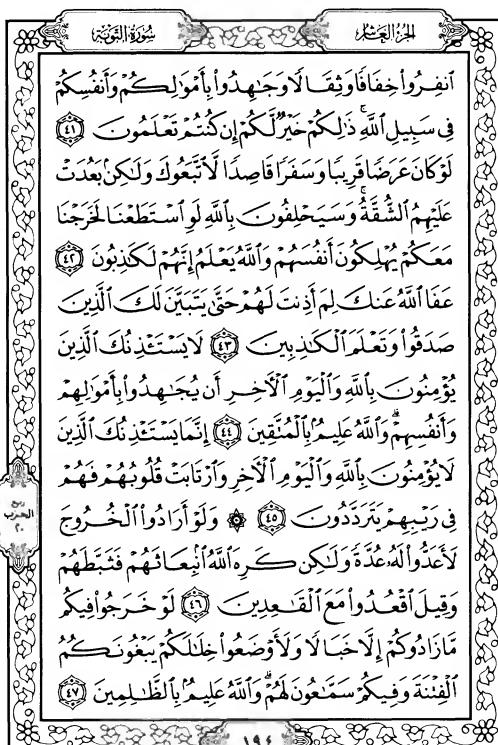 الجزء العاشر
سورة التوبة
ٱنفِرُوا۟ خِفَافًا وَثِقَالًا وَجَٰهِدُوا۟ بِأَمْوَٰلِكُمْ وَأَنفُسِكُمْ
فِى سَبِيلِ ٱللَّهِ ۚ ذَٰلِكُمْ خَيْرٌ لَّكُمْ إِن كُنتُمْ تَعْلَمُونَ ٤١
لَوْ كَانَ عَرَضًا قَرِيبًا وَسَفَرًا قَاصِدًا لَّٱتَّبَعُوكَ وَلَٰكِنۢ بَعُدَتْ
عَلَيْهِمُ ٱلشُّقَّةُ ۚ وَسَيَحْلِفُونَ بِٱللَّهِ لَوِ ٱسْتَطَعْنَا لَخَرَجْنَا
مَعَكُمْ يُهْلِكُونَ أَنفُسَهُمْ وَٱللَّهُ يَعْلَمُ إِنَّهُمْ لَكَٰذِبُونَ ٤٢
عَفَا ٱللَّهُ عَنكَ لِمَ أَذِنتَ لَهُمْ حَتَّىٰ يَتَبَيَّنَ لَكَ ٱلَّذِينَ
صَدَقُوا۟ وَتَعْلَمَ ٱلْكَٰذِبِينَ ٤٣ لَا يَسْتَـْٔذِنُكَ ٱلَّذِينَ
يُؤْمِنُونَ بِٱللَّهِ وَٱلْيَوْمِ ٱلْءَاخِرِ أَن يُجَٰهِدُوا۟ بِأَمْوَٰلِهِمْ
وَأَنفُسِهِمْ ۗ وَٱللَّهُ عَلِيمٌۢ بِٱلْمُتَّقِينَ ٤٤ إِنَّمَا يَسْتَـْٔذِنُكَ ٱلَّذِينَ
لَا يُؤْمِنُونَ بِٱللَّهِ وَٱلْيَوْمِ ٱلْءَاخِرِ وَٱرْتَابَتْ قُلُوبُهُمْ فَهُمْ
فِى رَيْبِهِمْ يَتَرَدَّدُونَ ٤٥ ۞ وَلَوْ أَرَادُوا۟ ٱلْخُرُوجَ
لَأَعَدُّوا۟ لَهُۥ عُدَّةً وَلَٰكِن كَرِهَ ٱللَّهُ ٱنۢبِعَاثَهُمْ فَثَبَّطَهُمْ
وَقِيلَ ٱقْعُدُوا۟ مَعَ ٱلْقَٰعِدِينَ ٤٦ لَوْ خَرَجُوا۟ فِيكُم
مَّا زَادُوكُمْ إِلَّا خَبَالًا وَلَأَوْضَعُوا۟ خِلَٰلَكُمْ يَبْغُونَكُمُ
ٱلْفِتْنَةَ وَفِيكُمْ سَمَّٰعُونَ لَهُمْ ۗ وَٱللَّهُ عَلِيمٌۢ بِٱلظَّٰلِمِينَ ٤٧
ربع
الحزب
٢٠
١٩٤